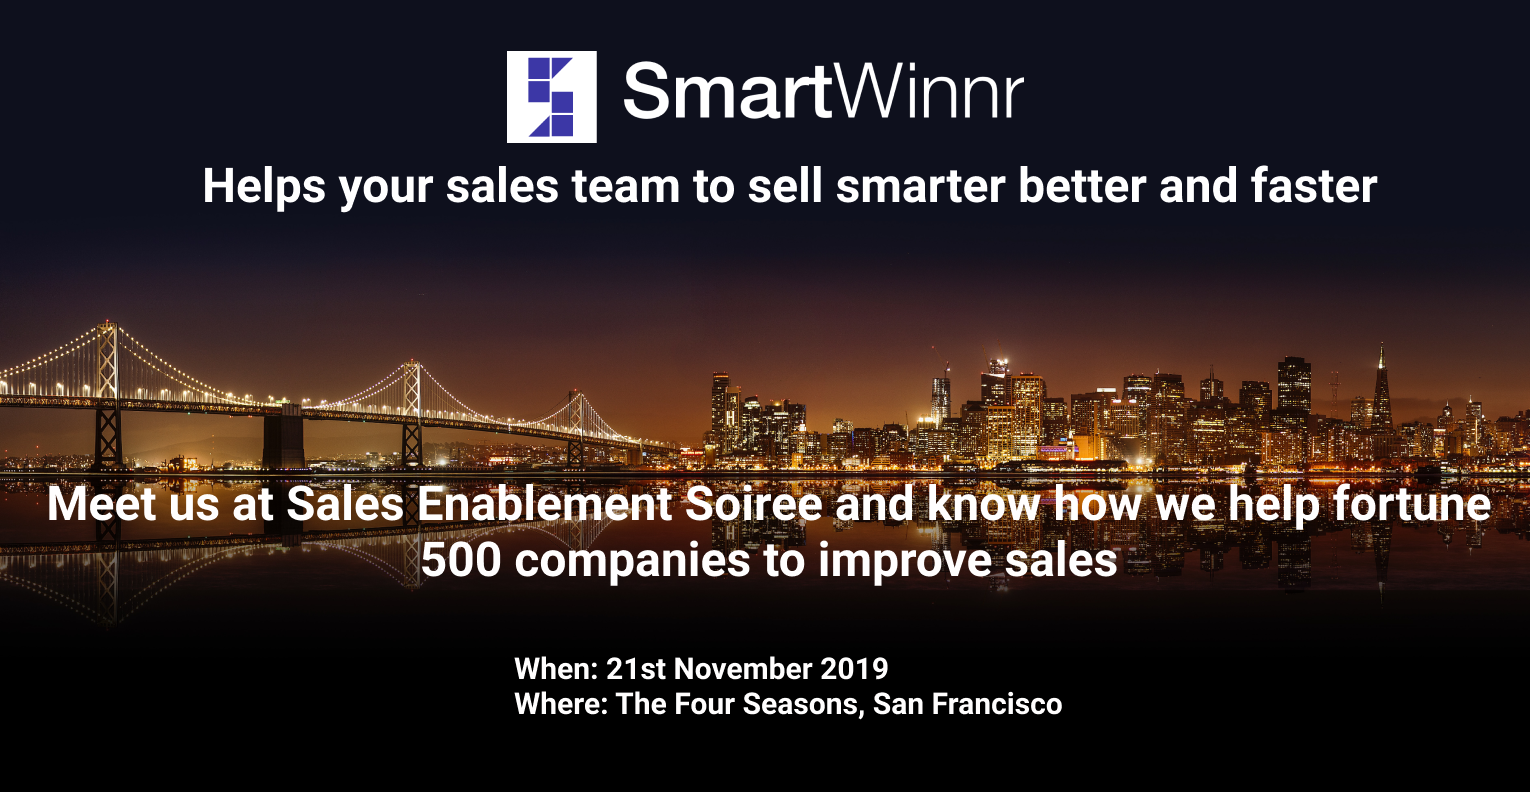 SmartWinnr
Helps your sales team to sell smarter better and faster
Meet us at Sales Enablement Soiree and know how we help fortune
500 companies to improve sales
When: 21st November 2019
Where: The Four Seasons, San Francisco